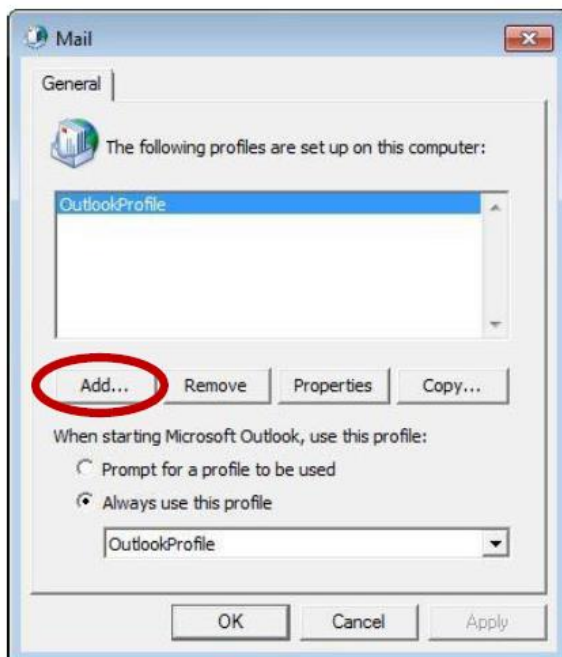 Mail
General
The following profiles are set up on this computer:
OutlookProfile
Add... Remove Properties Copy...
When starting Microsoft Outlook, use this profile:
Prompt for a profile to be used
Always use this profile
OutlookProfile
OK Cancel Apply